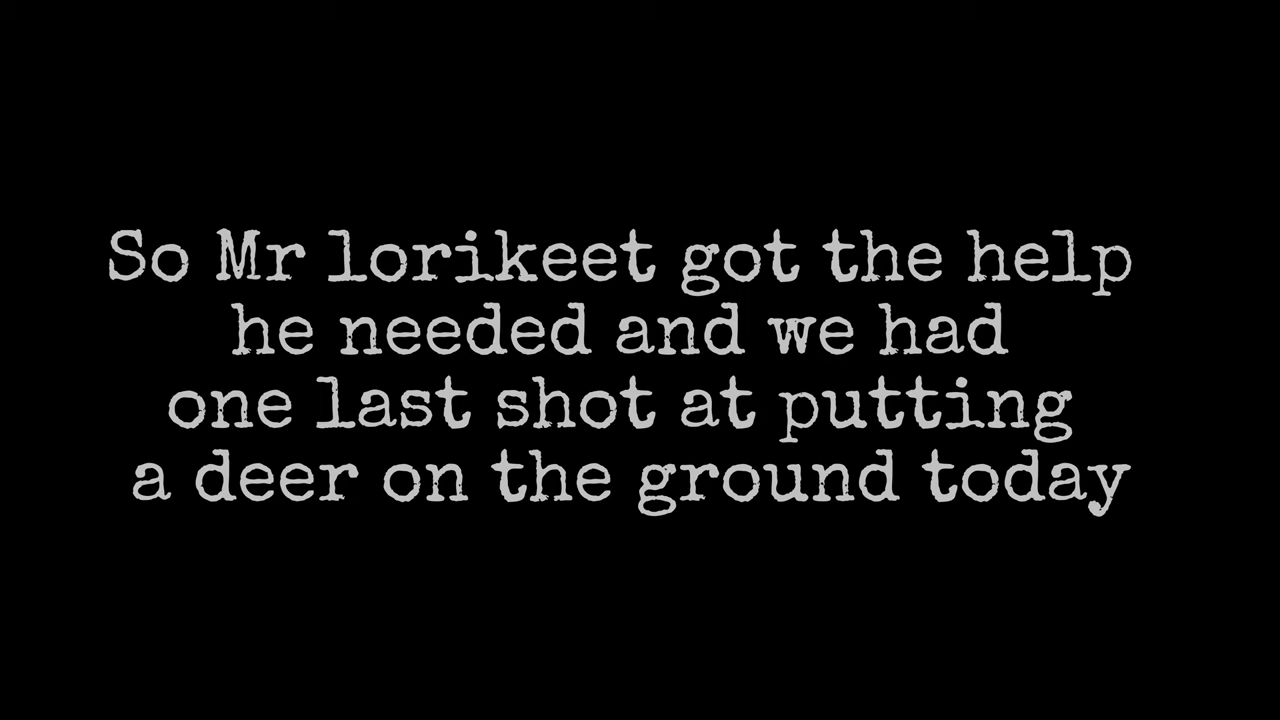 So Mr lorikeet got the help
he needed and we had
one last shot at putting
a deer on the ground today